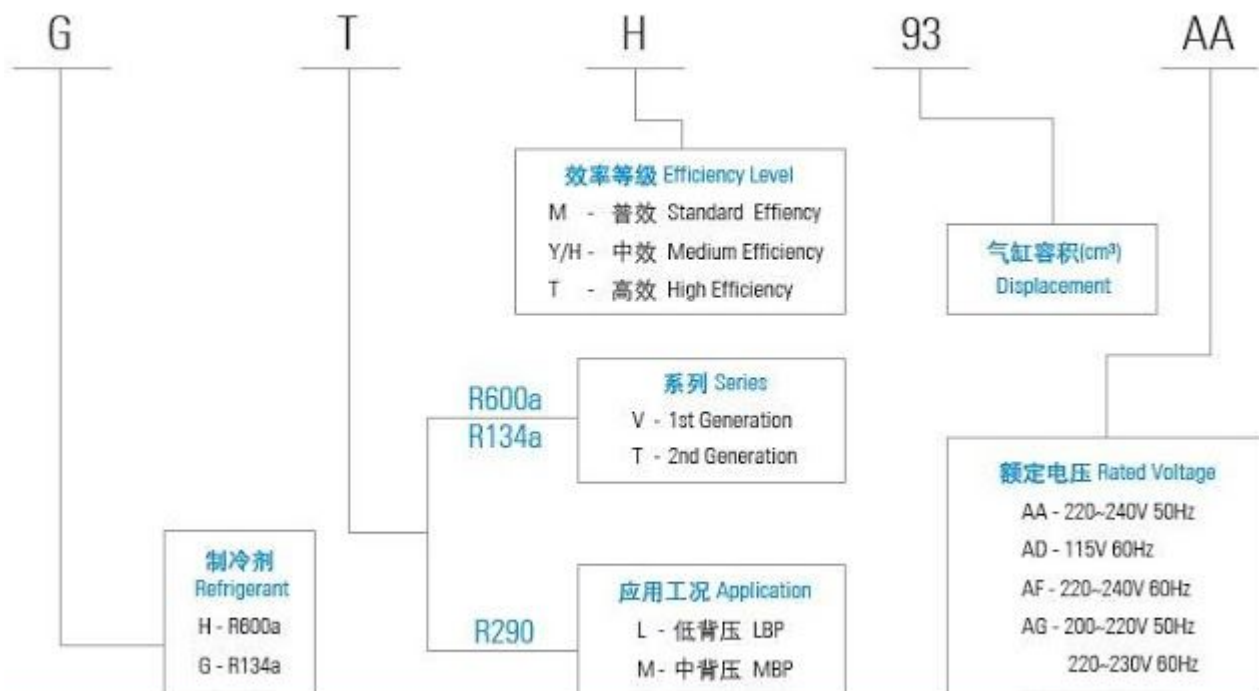 G T H 93 AA
效率等级 Efficiency Level
M - 普效 Standard Effiency
Y/H - 中效 Medium Efficiency
T - 高效 High Efficiency
气缸容积(cm³)
Displacement
R600a
R134a
系列 Series
V - 1st Generation
T - 2nd Generation
额定电压 Rated Voltage
AA - 220~240V 50Hz
AD - 115V 60Hz
AF - 220~240V 60Hz
AG - 200~220V 50Hz
220~230V 60Hz
制冷剂
Refrigerant
H - R600a
G - R134a
R290
应用工况 Application
L - 低背压 LBP
M - 中背压 MBP